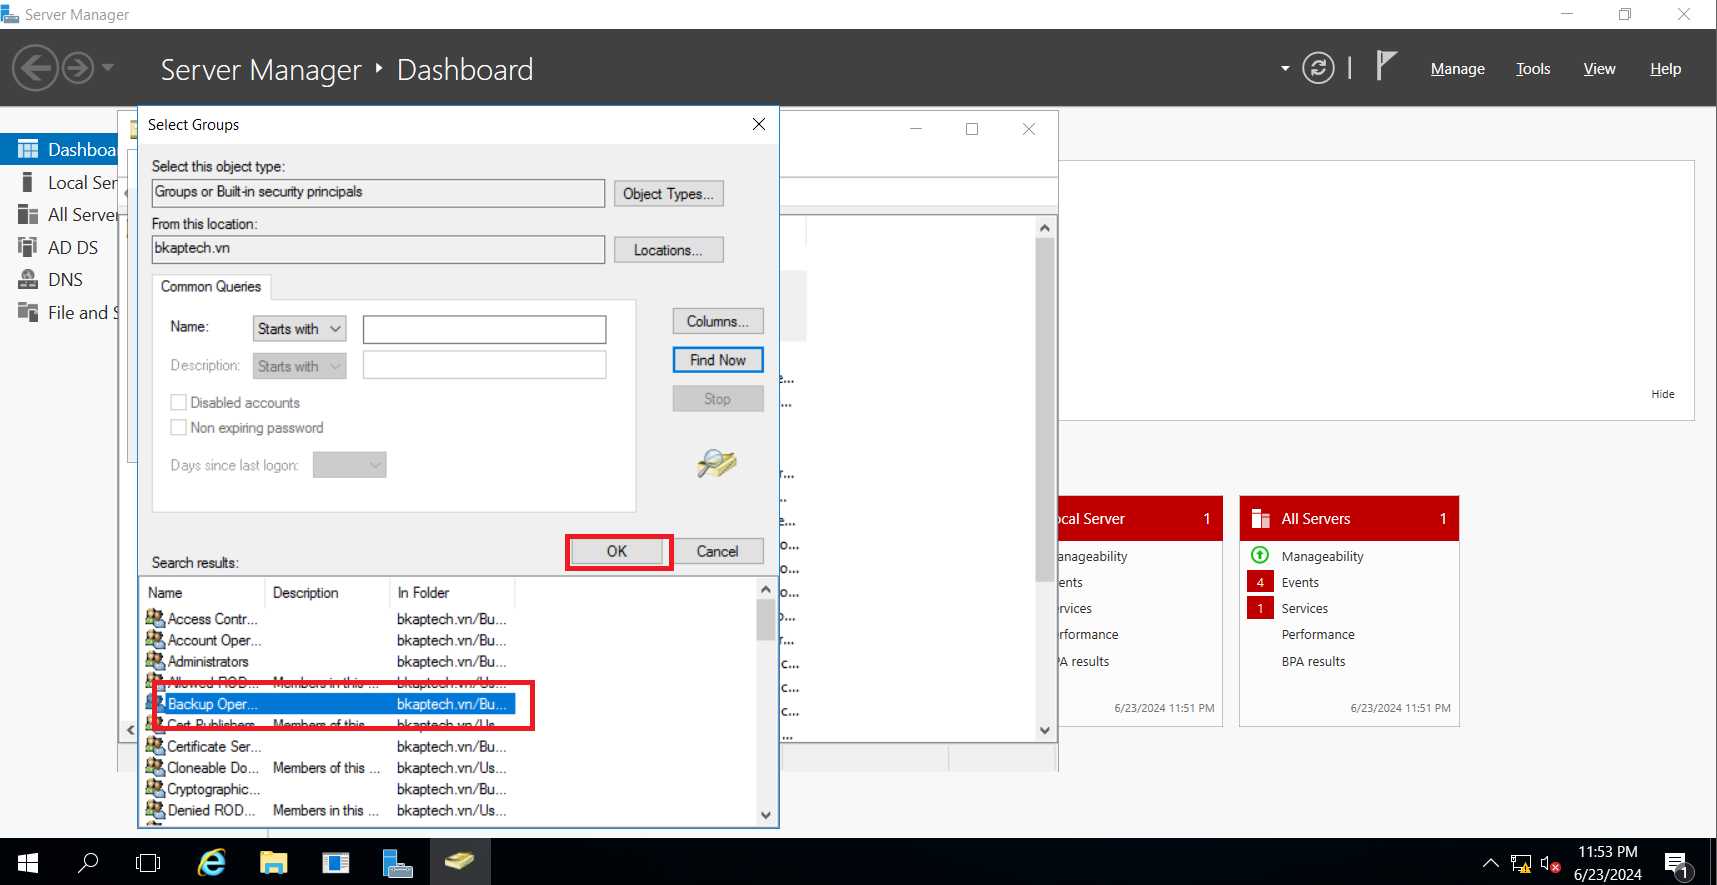 Server Manager
Server Manager ‣ Dashboard
Manage Tools View Help
Select Groups
Dashboa
Local Ser
All Server
AD DS
DNS
File and S
Select this object type:
Groups or Built-in security principals
Object Types...
From this location:
bkaptech.vn
Locations...
Common Queries
Name: Starts with
Description: Starts with
Disabled accounts
Non expiring password
Days since last logon:
Columns...
Find Now
Stop
OK Cancel
Search results:
Name Description In Folder
Access Contr... bkaptech.vn/Bu...
Account Oper... bkaptech.vn/Bu...
Administrators bkaptech.vn/Bu...
Allowed ROD... Members in this ... bkaptech.vn/Us...
Backup Oper... bkaptech.vn/Bu...
Cert Publishers Members of this ... bkaptech.vn/Us...
Certificate Ser... bkaptech.vn/Bu...
Cloneable Do... Members of this ... bkaptech.vn/Us...
Cryptographic... bkaptech.vn/Bu...
Denied ROD... Members in this ... bkaptech.vn/Us...
e...
...
r...
..
e...
o...
o...
o...
o...
r...
c...
c...
c...
...
Hide
ocal Server 1
anageability
ents
rvices
rformance
PA results
6/23/2024 11:51 PM
All Servers 1
Manageability
4 Events
1 Services
Performance
BPA results
6/23/2024 11:51 PM
11:53 PM
6/23/2024
1